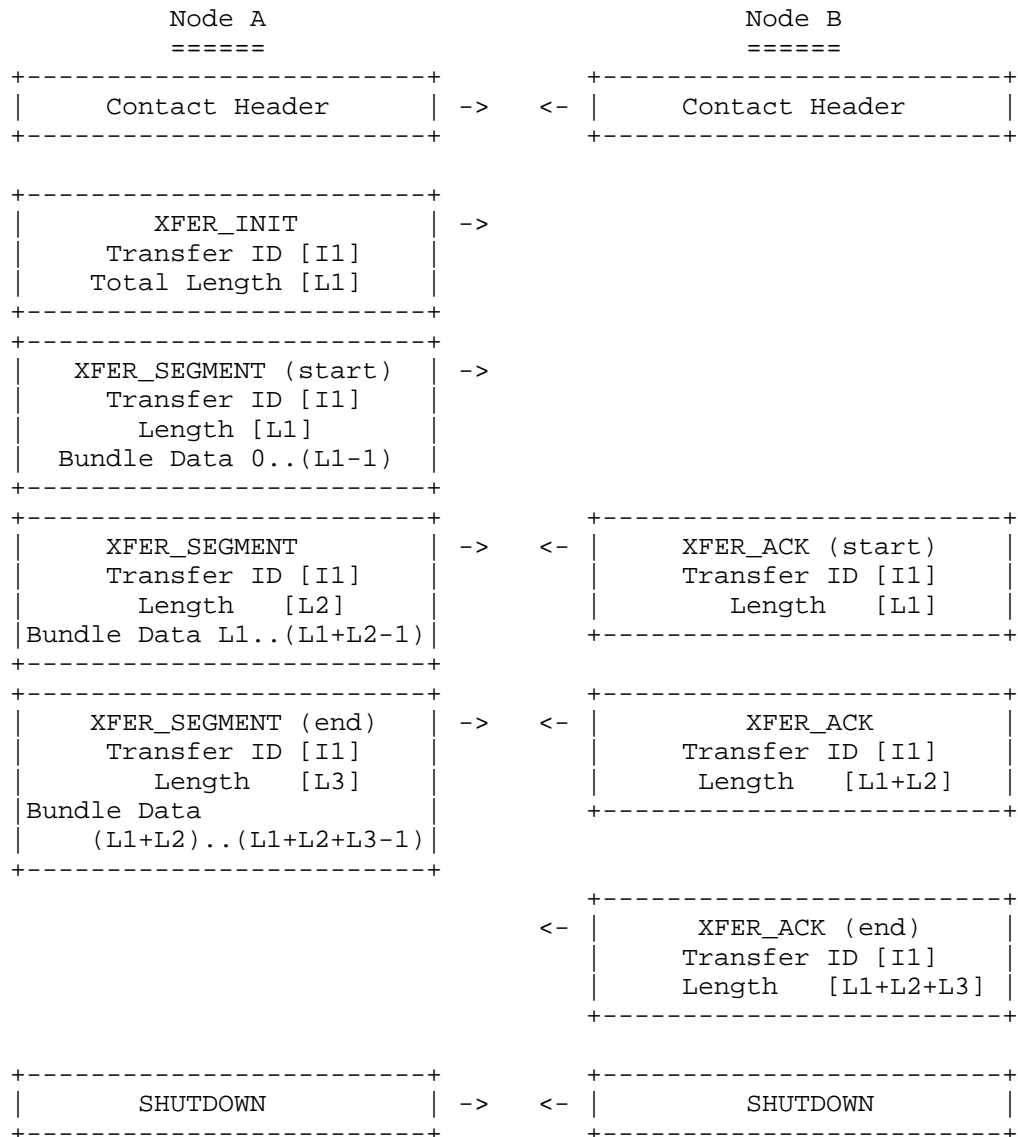 Node A Node B
====== ======
+-------------------------+ +-------------------------+
| Contact Header | -> <- | Contact Header |
+-------------------------+ +-------------------------+
+-------------------------+
| XFER_INIT | ->
| Transfer ID [I1] |
| Total Length [L1] |
+-------------------------+
+-------------------------+
| XFER_SEGMENT (start) | ->
| Transfer ID [I1] |
| Length [L1] |
| Bundle Data 0..(L1-1) |
+-------------------------+
+-------------------------+ +-------------------------+
| XFER_SEGMENT | -> <- | XFER_ACK (start) |
| Transfer ID [I1] | | Transfer ID [I1] |
| Length [L2] | | Length [L1] |
|Bundle Data L1..(L1+L2-1)| +-------------------------+
+-------------------------+
+-------------------------+ +-------------------------+
| XFER_SEGMENT (end) | -> <- | XFER_ACK |
| Transfer ID [I1] | | Transfer ID [I1] |
| Length [L3] | | Length [L1+L2] |
|Bundle Data | +-------------------------+
| (L1+L2)..(L1+L2+L3-1)|
+-------------------------+
+-------------------------+
<- | XFER_ACK (end) |
| Transfer ID [I1] |
| Length [L1+L2+L3] |
+-------------------------+
+-------------------------+ +-------------------------+
| SHUTDOWN | -> <- | SHUTDOWN |
+-------------------------+ +-------------------------+